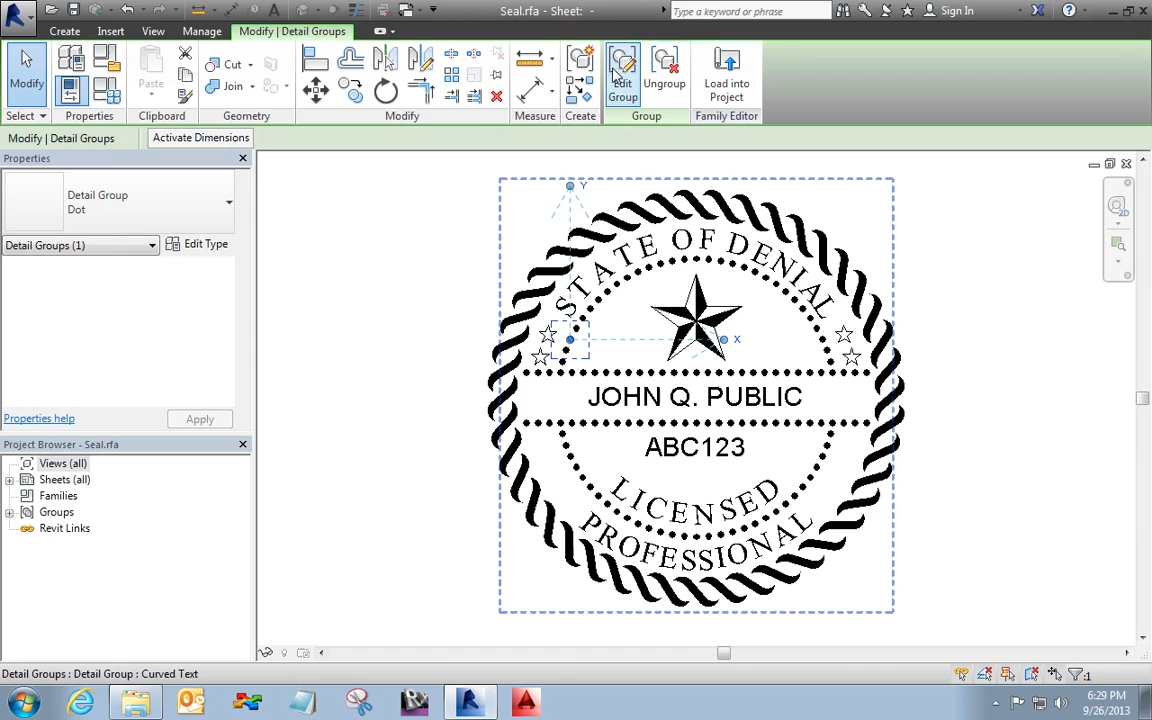 Seal.rfa - Sheet: -
Type a keyword or phrase
Sign In
Create Insert View Manage Modify | Detail Groups
Modify
Paste
Cut
Join
Edit Group
Ungroup
Load into Project
Select
Properties
Clipboard
Geometry
Modify
Measure
Create
Group
Family Editor
Modify | Detail Groups
Activate Dimensions
Properties
Detail Group
Dot
Detail Groups (1)
Edit Type
Properties help
Apply
Project Browser - Seal.rfa
Views (all)
Sheets (all)
Families
Groups
Revit Links
Y
X
2D
STATE OF DENIAL
JOHN Q. PUBLIC
ABC123
LICENSED
PROFESSIONAL
Detail Groups : Detail Group : Curved Text
:1
6:29 PM
9/26/2013